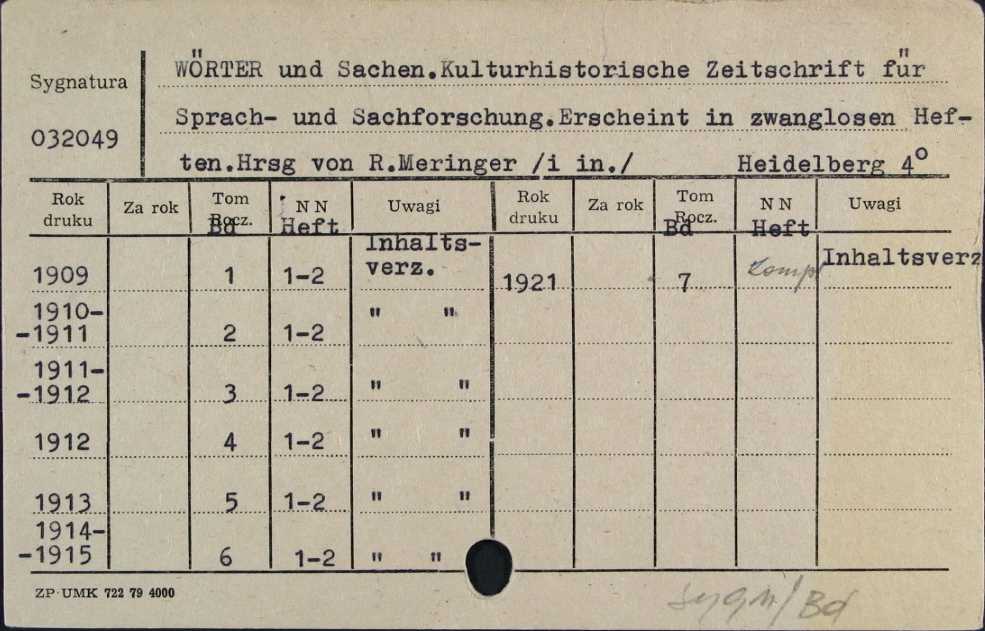 WÖRTER und Sachen.Kulturhistorische Zeitschrift für
Sygnatura
Sprach- und Sachforschung.Erscheint in zwanglosen Hef-
032049
ten.Hrsg von R.Meringer /i in./ Heidelberg 4°
Rok druku Za rok Tom Rocz. Bd NN Heft Uwagi Rok druku Za rok Tom Rocz. Bd NN Heft Uwagi
1909 1 1-2 Inhalts-verz. 1921 7 kompl Inhaltsverz
1910--1911 2 1-2 " "
1911--1912 3 1-2 " "
1912 4 1-2 " "
1913 5 1-2 " "
1914--1915 6 1-2 " "
ZP·UMK 722 79 4000
sygn/Bd